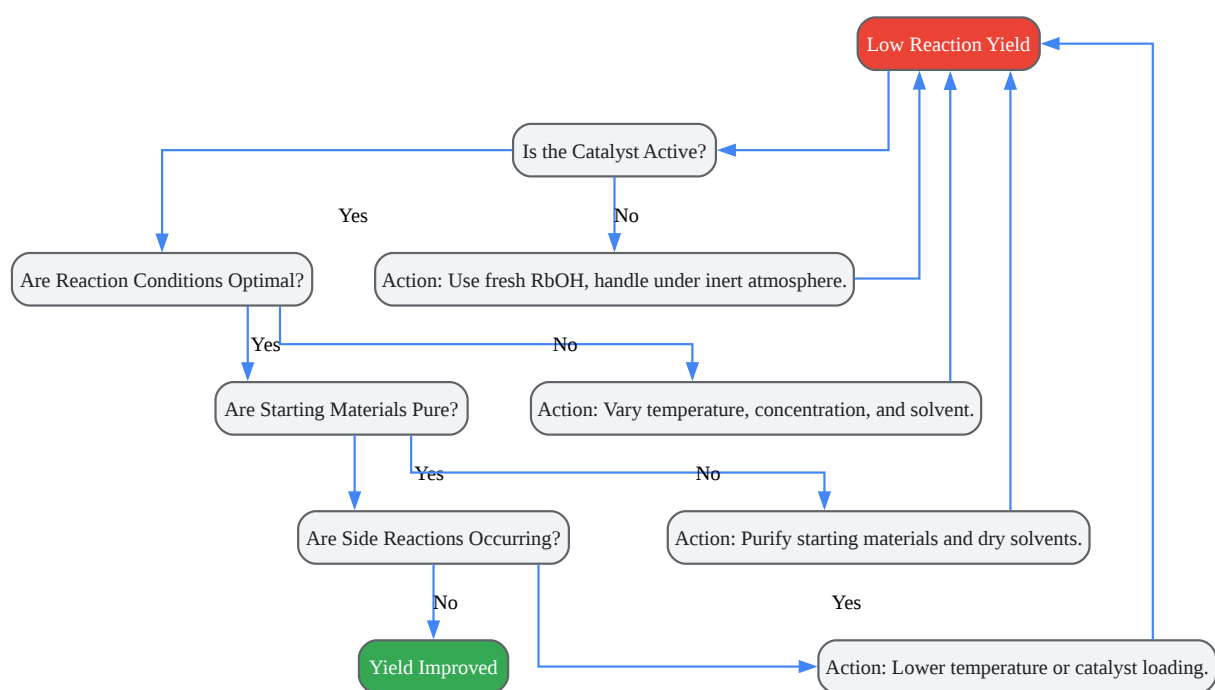 Low Reaction Yield
Is the Catalyst Active?
Yes
No
Are Reaction Conditions Optimal?
Action: Use fresh RbOH, handle under inert atmosphere.
Yes
No
Are Starting Materials Pure?
Action: Vary temperature, concentration, and solvent.
Yes
No
Are Side Reactions Occurring?
Action: Purify starting materials and dry solvents.
No
Yes
Yield Improved
Action: Lower temperature or catalyst loading.